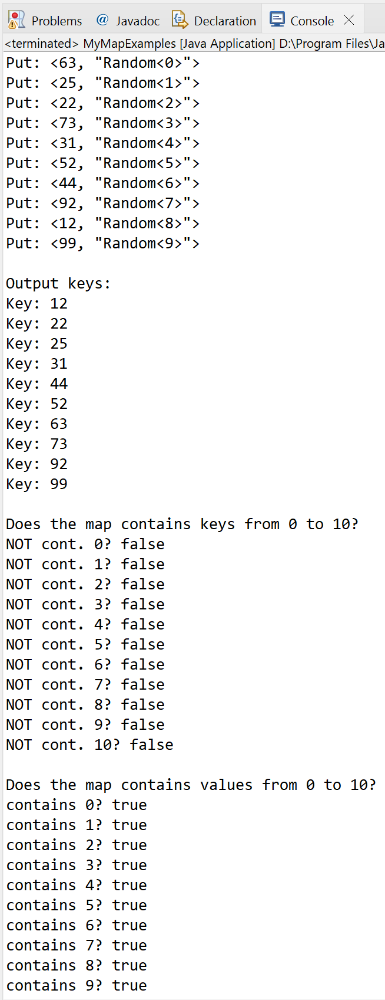 Problems @ Javadoc Declaration Console
<terminated> MyMapExamples [Java Application] D:\Program Files\Ja
Put: <63, "Random<0>">
Put: <25, "Random<1>">
Put: <22, "Random<2>">
Put: <73, "Random<3>">
Put: <31, "Random<4>">
Put: <52, "Random<5>">
Put: <44, "Random<6>">
Put: <92, "Random<7>">
Put: <12, "Random<8>">
Put: <99, "Random<9>">
Output keys:
Key: 12
Key: 22
Key: 25
Key: 31
Key: 44
Key: 52
Key: 63
Key: 73
Key: 92
Key: 99
Does the map contains keys from 0 to 10?
NOT cont. 0? false
NOT cont. 1? false
NOT cont. 2? false
NOT cont. 3? false
NOT cont. 4? false
NOT cont. 5? false
NOT cont. 6? false
NOT cont. 7? false
NOT cont. 8? false
NOT cont. 9? false
NOT cont. 10? false
Does the map contains values from 0 to 10?
contains 0? true
contains 1? true
contains 2? true
contains 3? true
contains 4? true
contains 5? true
contains 6? true
contains 7? true
contains 8? true
contains 9? true